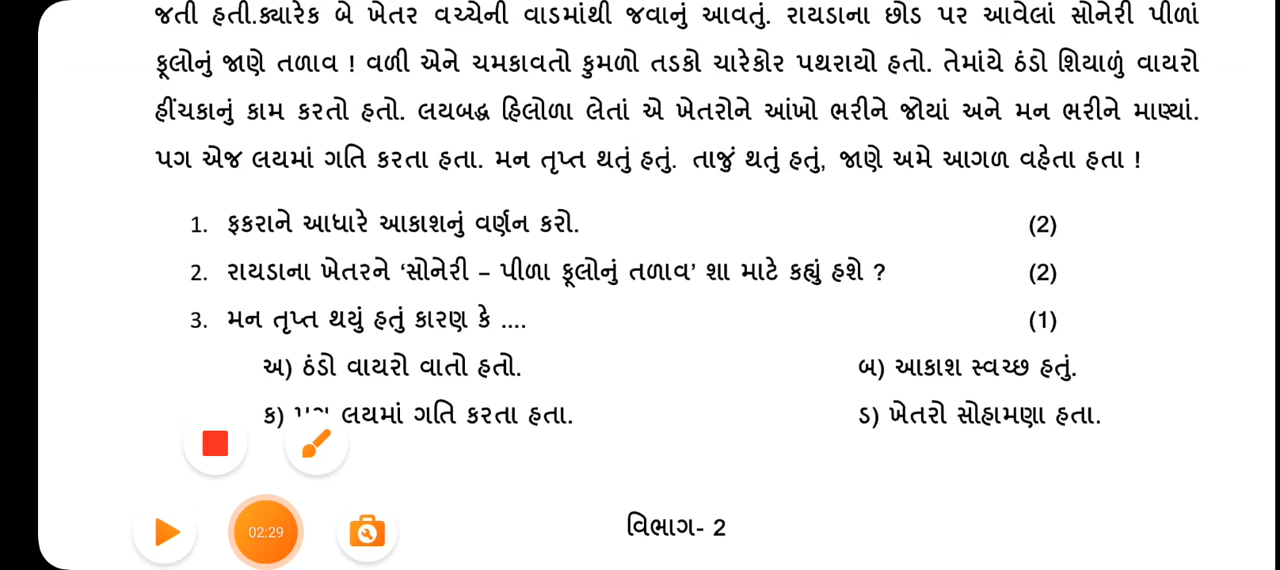 જતી હતી.ક્યારેક બે ખેતર વચ્ચેની વાડમાંથી જવાનું આવતું. રાયડાના છોડ પર આવેલાં સોનેરી પીળાં
ફૂલોનું જાણે તળાવ ! વળી એને ચમકાવતો કુમળો તડકો ચારેકોર પથરાયો હતો. તેમાંયે ઠંડો શિયાળું વાયરો
હીંચકાનું કામ કરતો હતો. લયબદ્ધ હિલોળા લેતાં એ ખેતરોને આંખો ભરીને જોયાં અને મન ભરીને માણ્યાં.
પગ એજ લયમાં ગતિ કરતા હતા. મન તૃપ્ત થતું હતું. તાજું થતું હતું, જાણે અમે આગળ વહેતા હતા !
1. ફકરાને આધારે આકાશનું વર્ણન કરો. (2)
2. રાયડાના ખેતરને ‘સોનેરી – પીળા ફૂલોનું તળાવ’ શા માટે કહ્યું હશે ? (2)
3. મન તૃપ્ત થયું હતું કારણ કે .... (1)
અ) ઠંડો વાયરો વાતો હતો. બ) આકાશ સ્વચ્છ હતું.
ક) લયમાં ગતિ કરતા હતા. ડ) ખેતરો સોહામણા હતા.
02:29
વિભાગ- 2